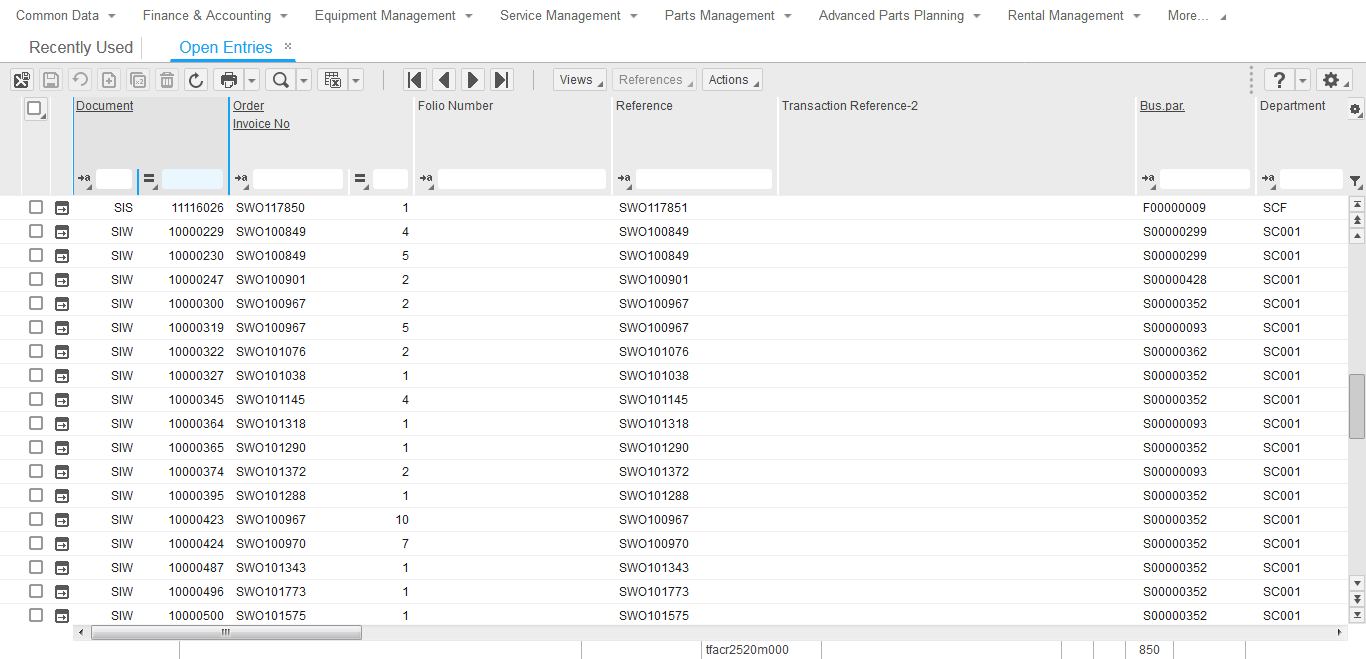 Common Data Finance & Accounting Equipment Management Service Management Parts Management Advanced Parts Planning Rental Management More...
Recently Used Open Entries ×
Views References Actions ?
Document Order Folio Number Reference Transaction Reference-2 Bus.par. Department
Invoice No
SIS 11116026 SWO117850 1 SWO117851 F00000009 SCF
SIW 10000229 SWO100849 4 SWO100849 S00000299 SC001
SIW 10000230 SWO100849 5 SWO100849 S00000299 SC001
SIW 10000247 SWO100901 2 SWO100901 S00000428 SC001
SIW 10000300 SWO100967 2 SWO100967 S00000352 SC001
SIW 10000319 SWO100967 5 SWO100967 S00000093 SC001
SIW 10000322 SWO101076 2 SWO101076 S00000362 SC001
SIW 10000327 SWO101038 1 SWO101038 S00000352 SC001
SIW 10000345 SWO101145 4 SWO101145 S00000352 SC001
SIW 10000364 SWO101318 1 SWO101318 S00000093 SC001
SIW 10000365 SWO101290 1 SWO101290 S00000352 SC001
SIW 10000374 SWO101372 2 SWO101372 S00000093 SC001
SIW 10000395 SWO101288 1 SWO101288 S00000352 SC001
SIW 10000423 SWO100967 10 SWO100967 S00000352 SC001
SIW 10000424 SWO100970 7 SWO100970 S00000352 SC001
SIW 10000487 SWO101343 1 SWO101343 S00000352 SC001
SIW 10000496 SWO101773 1 SWO101773 S00000352 SC001
SIW 10000500 SWO101575 1 SWO101575 S00000352 SC001
tfacr2520m000 850